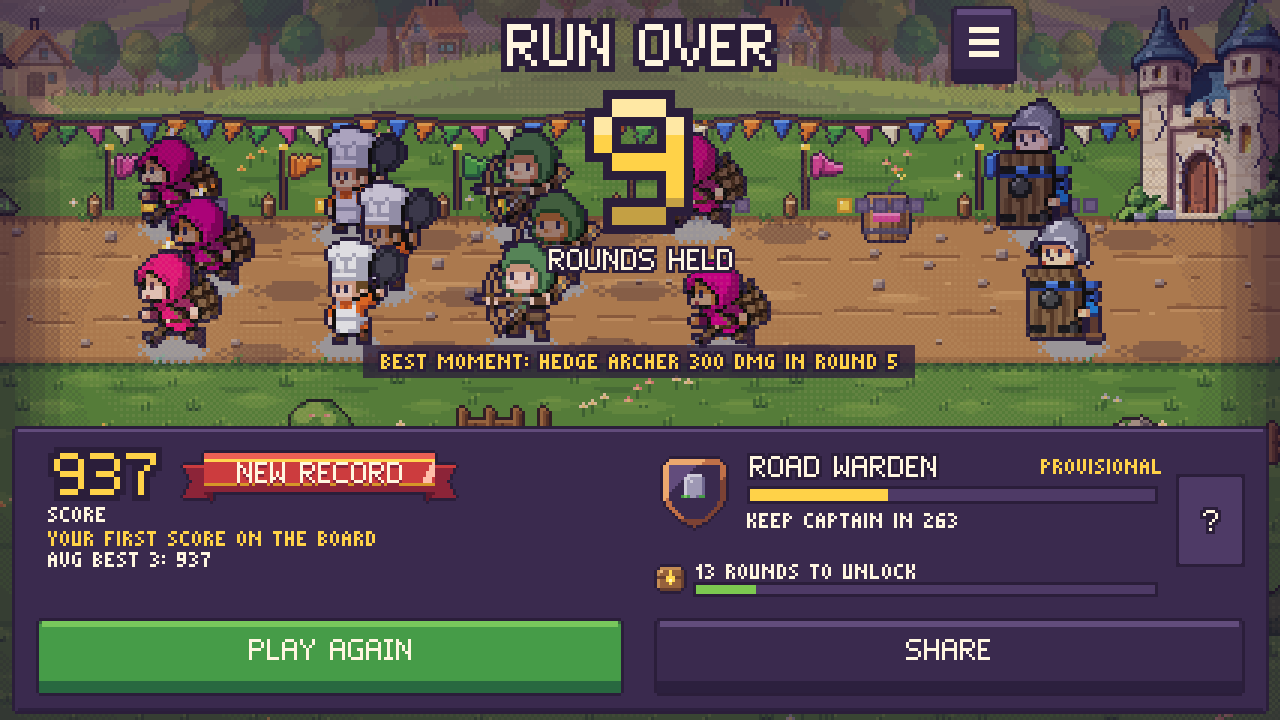 RUN OVER
9
ROUNDS HELD
BEST MOMENT: HEDGE ARCHER 300 DMG IN ROUND 5
937
NEW RECORD
SCORE
YOUR FIRST SCORE ON THE BOARD
AVG BEST 3: 937
ROAD WARDEN
PROVISIONAL
KEEP CAPTAIN IN 263
?
13 ROUNDS TO UNLOCK
PLAY AGAIN
SHARE